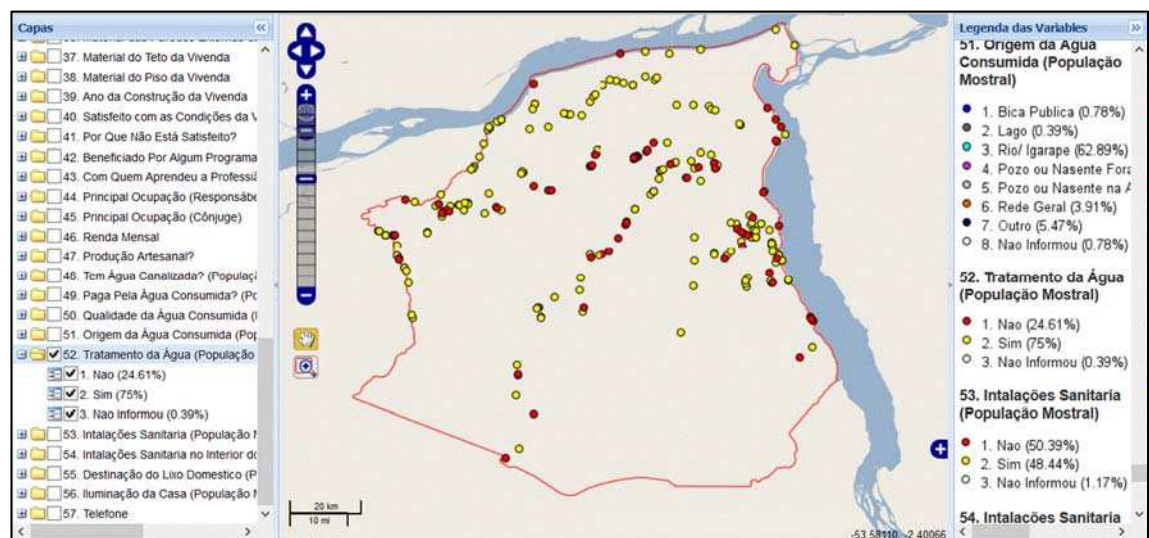 Capas
37. Material do Teto da Vivenda
38. Material do Piso da Vivenda
39. Ano da Construção da Vivenda
40. Satisfeito com as Condições da V
41. Por Que Não Está Satisfeito?
42. Beneficiado Por Algum Programa
43. Com Quem Aprendeu a Profissiã
44. Principal Ocupação (Responsábe
45. Principal Ocupação (Cônjuge)
46. Renda Mensal
47. Produção Artesanal?
48. Tem Água Canalizada? (Populaçã
49. Paga Pela Àgua Consumida? (Po
50. Qualidade da Água Consumida (
51. Origem da Água Consumida (Pop
52. Tratamento da Água (População
1. Nao (24.61%)
2. Sim (75%)
3. Nao Informou (0.39%)
53. Intalações Sanitaria (População M
54. Intalações Sanitaria no Interior do
55. Destinação do Lixo Domestico (P
56. Iluminação da Casa (População M
57. Telefone
20 km
10 mi
-53.58110, -2.40066
Legenda das Variables
51. Origem da Água
Consumida (População
Mostral)
1. Bica Publica (0.78%)
2. Lago (0.39%)
3. Rio/ Igarape (62.89%)
4. Pozo ou Nasente Fora
5. Pozo ou Nasente na A
6. Rede Geral (3.91%)
7. Outro (5.47%)
8. Nao Informou (0.78%)
52. Tratamento da Água
(População Mostral)
1. Nao (24.61%)
2. Sim (75%)
3. Nao Informou (0.39%)
53. Intalações Sanitaria
(População Mostral)
1. Nao (50.39%)
2. Sim (48.44%)
3. Nao Informou (1.17%)
54. Intalacões Sanitaria